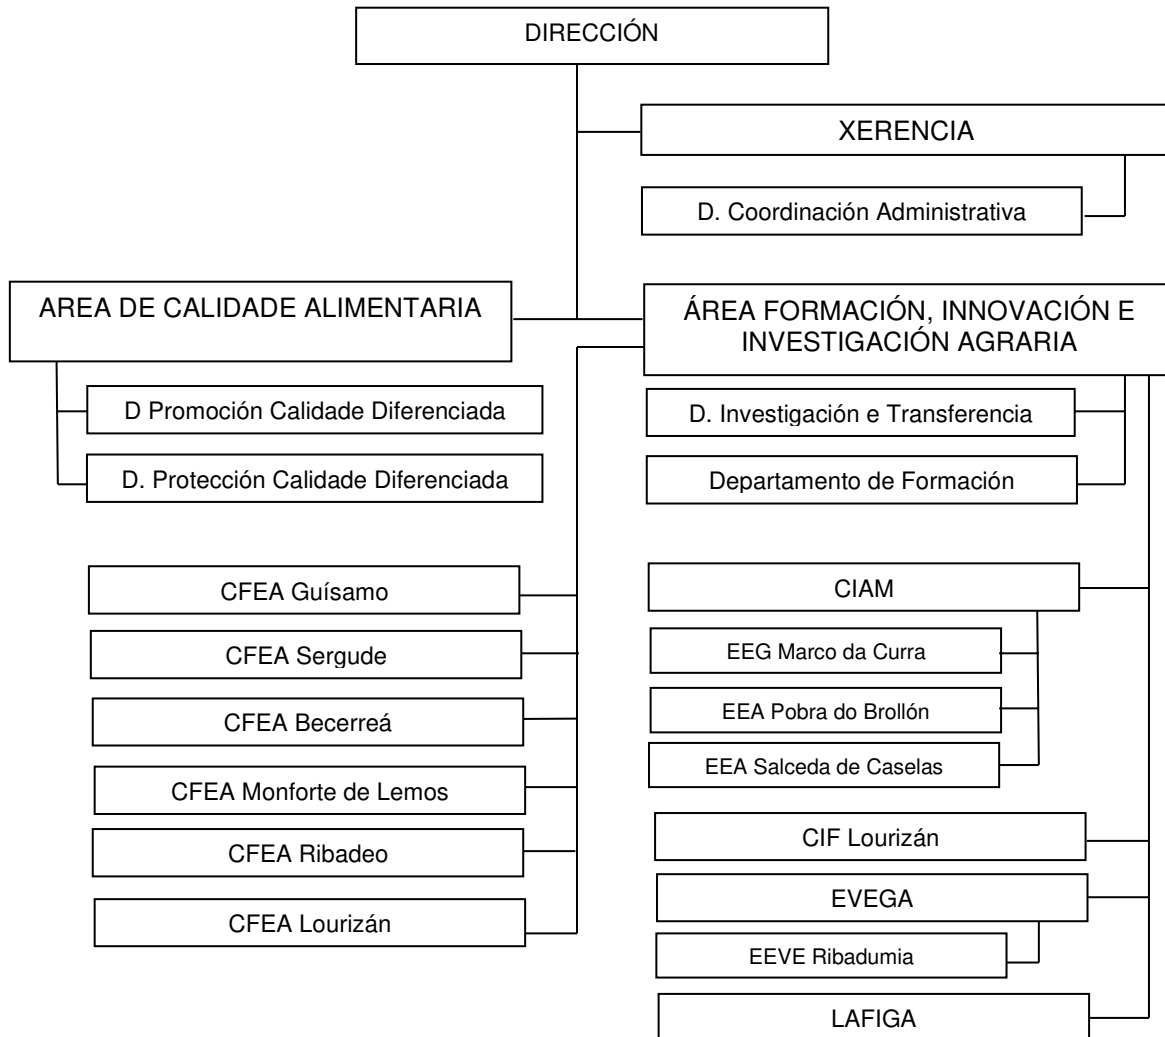 DIRECCIÓN
XERENCIA
D. Coordinación Administrativa
AREA DE CALIDADE ALIMENTARIA
ÁREA FORMACIÓN, INNOVACIÓN E
INVESTIGACIÓN AGRARIA
D Promoción Calidade Diferenciada
D. Protección Calidade Diferenciada
D. Investigación e Transferencia
Departamento de Formación
CFEA Guísamo
CFEA Sergude
CFEA Becerreá
CFEA Monforte de Lemos
CFEA Ribadeo
CFEA Lourizán
CIAM
EEG Marco da Curra
EEA Pobra do Brollón
EEA Salceda de Caselas
CIF Lourizán
EVEGA
EEVE Ribadumia
LAFIGA